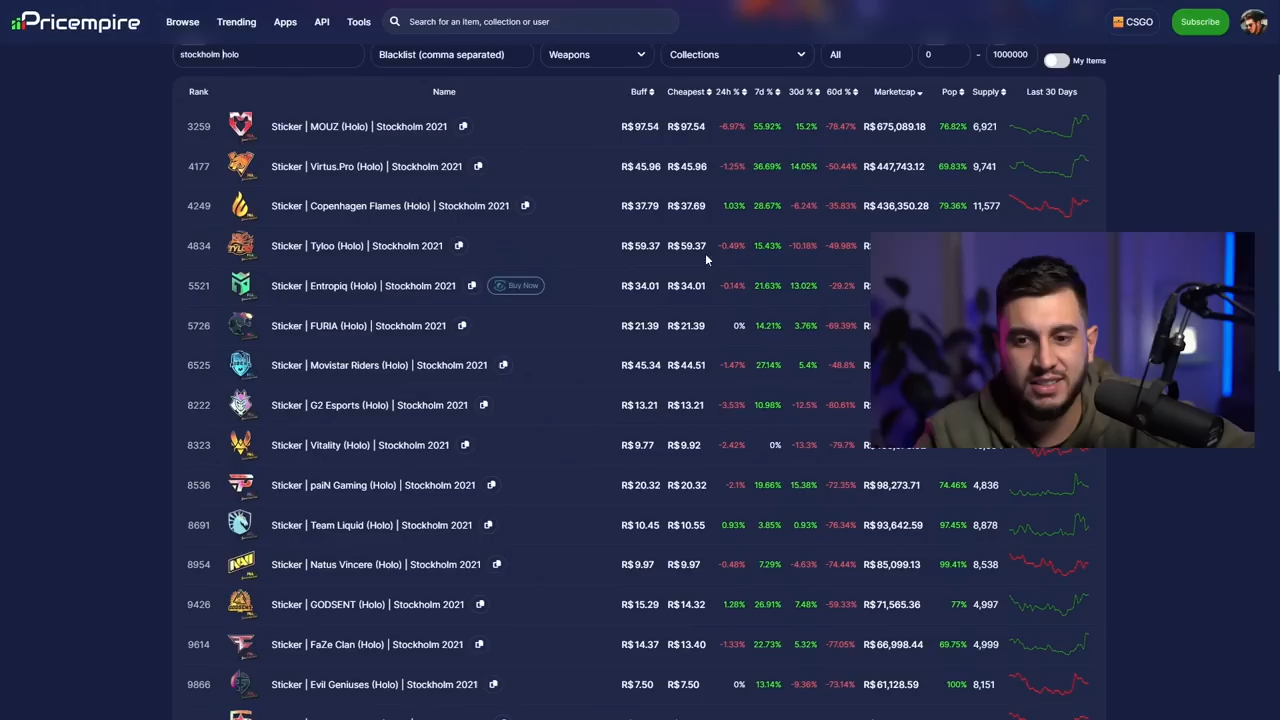 Pricempire Browse Trending Apps API Tools Search for an item, collection or user CSGO Subscribe
stockholm holo Blacklist (comma separated) Weapons Collections All 0 - 1000000 My Items
Rank Name Buff Cheapest 24h % 7d % 30d % 60d % Marketcap Pop Supply Last 30 Days
3259 Sticker | MOUZ (Holo) | Stockholm 2021 R$97.54 R$97.54 -6.97% 55.92% 15.2% -78.47% R$675,089.18 76.82% 6,921
4177 Sticker | Virtus.Pro (Holo) | Stockholm 2021 R$45.96 R$45.96 -1.25% 36.69% 14.05% -50.44% R$447,743.12 69.83% 9,741
4249 Sticker | Copenhagen Flames (Holo) | Stockholm 2021 R$37.79 R$37.69 1.03% 28.67% -6.24% -35.83% R$436,350.28 79.36% 11,577
4834 Sticker | Tyloo (Holo) | Stockholm 2021 R$59.37 R$59.37 -0.49% 15.43% -10.18% -49.98%
5521 Sticker | Entropiq (Holo) | Stockholm 2021 Buy Now R$34.01 R$34.01 -0.14% 21.63% 13.02% -29.2%
5726 Sticker | FURIA (Holo) | Stockholm 2021 R$21.39 R$21.39 0% 14.21% 3.76% -69.39%
6525 Sticker | Movistar Riders (Holo) | Stockholm 2021 R$45.34 R$44.51 -1.47% 27.14% 5.4% -48.8%
8222 Sticker | G2 Esports (Holo) | Stockholm 2021 R$13.21 R$13.21 -3.53% 10.98% -12.5% -80.61%
8323 Sticker | Vitality (Holo) | Stockholm 2021 R$9.77 R$9.92 -2.42% 0% -13.3% -79.7%
8536 Sticker | paiN Gaming (Holo) | Stockholm 2021 R$20.32 R$20.32 -2.1% 19.66% 15.38% -72.35% R$98,273.71 74.46% 4,836
8691 Sticker | Team Liquid (Holo) | Stockholm 2021 R$10.45 R$10.55 0.93% 3.85% 0.93% -76.34% R$93,642.59 97.45% 8,878
8954 Sticker | Natus Vincere (Holo) | Stockholm 2021 R$9.97 R$9.97 -0.48% 7.29% -4.63% -74.44% R$85,099.13 99.41% 8,538
9426 Sticker | GODSENT (Holo) | Stockholm 2021 R$15.29 R$14.32 1.28% 26.91% 7.48% -59.33% R$71,565.36 77% 4,997
9614 Sticker | FaZe Clan (Holo) | Stockholm 2021 R$14.37 R$13.40 -1.33% 22.73% 5.32% -77.05% R$66,998.44 69.75% 4,999
9866 Sticker | Evil Geniuses (Holo) | Stockholm 2021 R$7.50 R$7.50 0% 13.14% -9.36% -73.14% R$61,128.59 100% 8,151